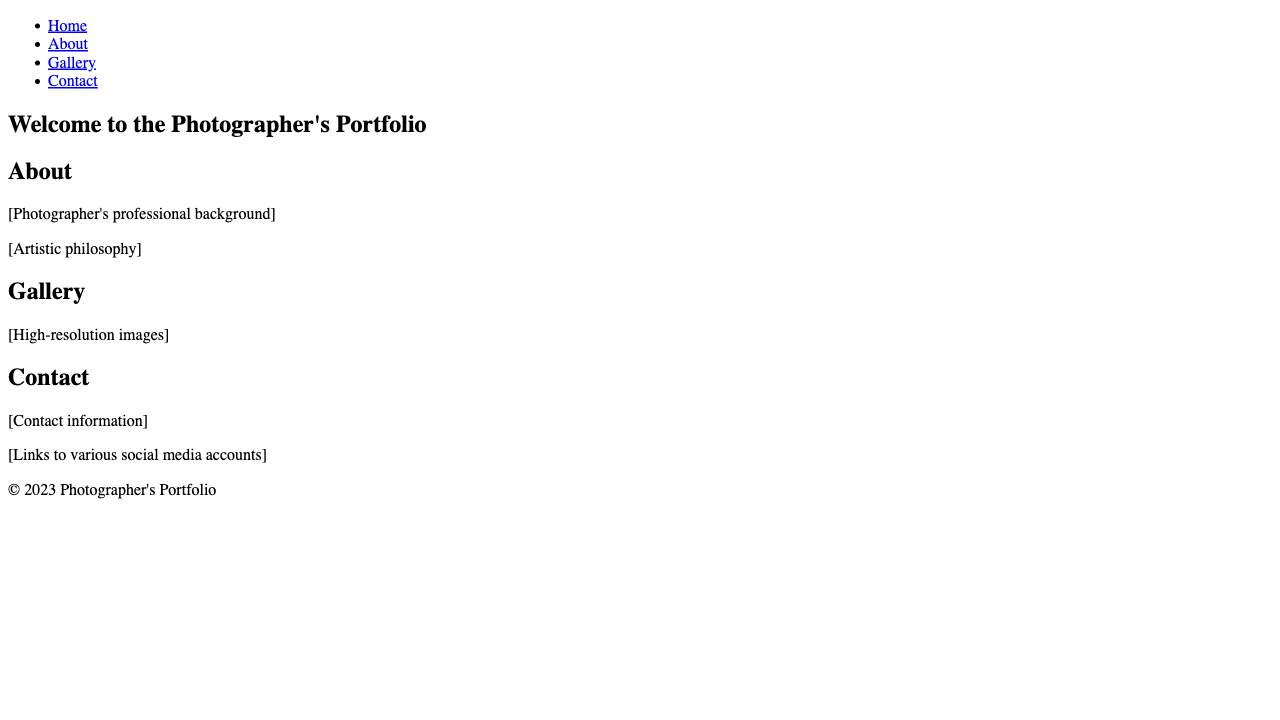 Home
About
Gallery
Contact
Welcome to the Photographer's Portfolio
About
[Photographer's professional background]
[Artistic philosophy]
Gallery
[High-resolution images]
Contact
[Contact information]
[Links to various social media accounts]
© 2023 Photographer's Portfolio